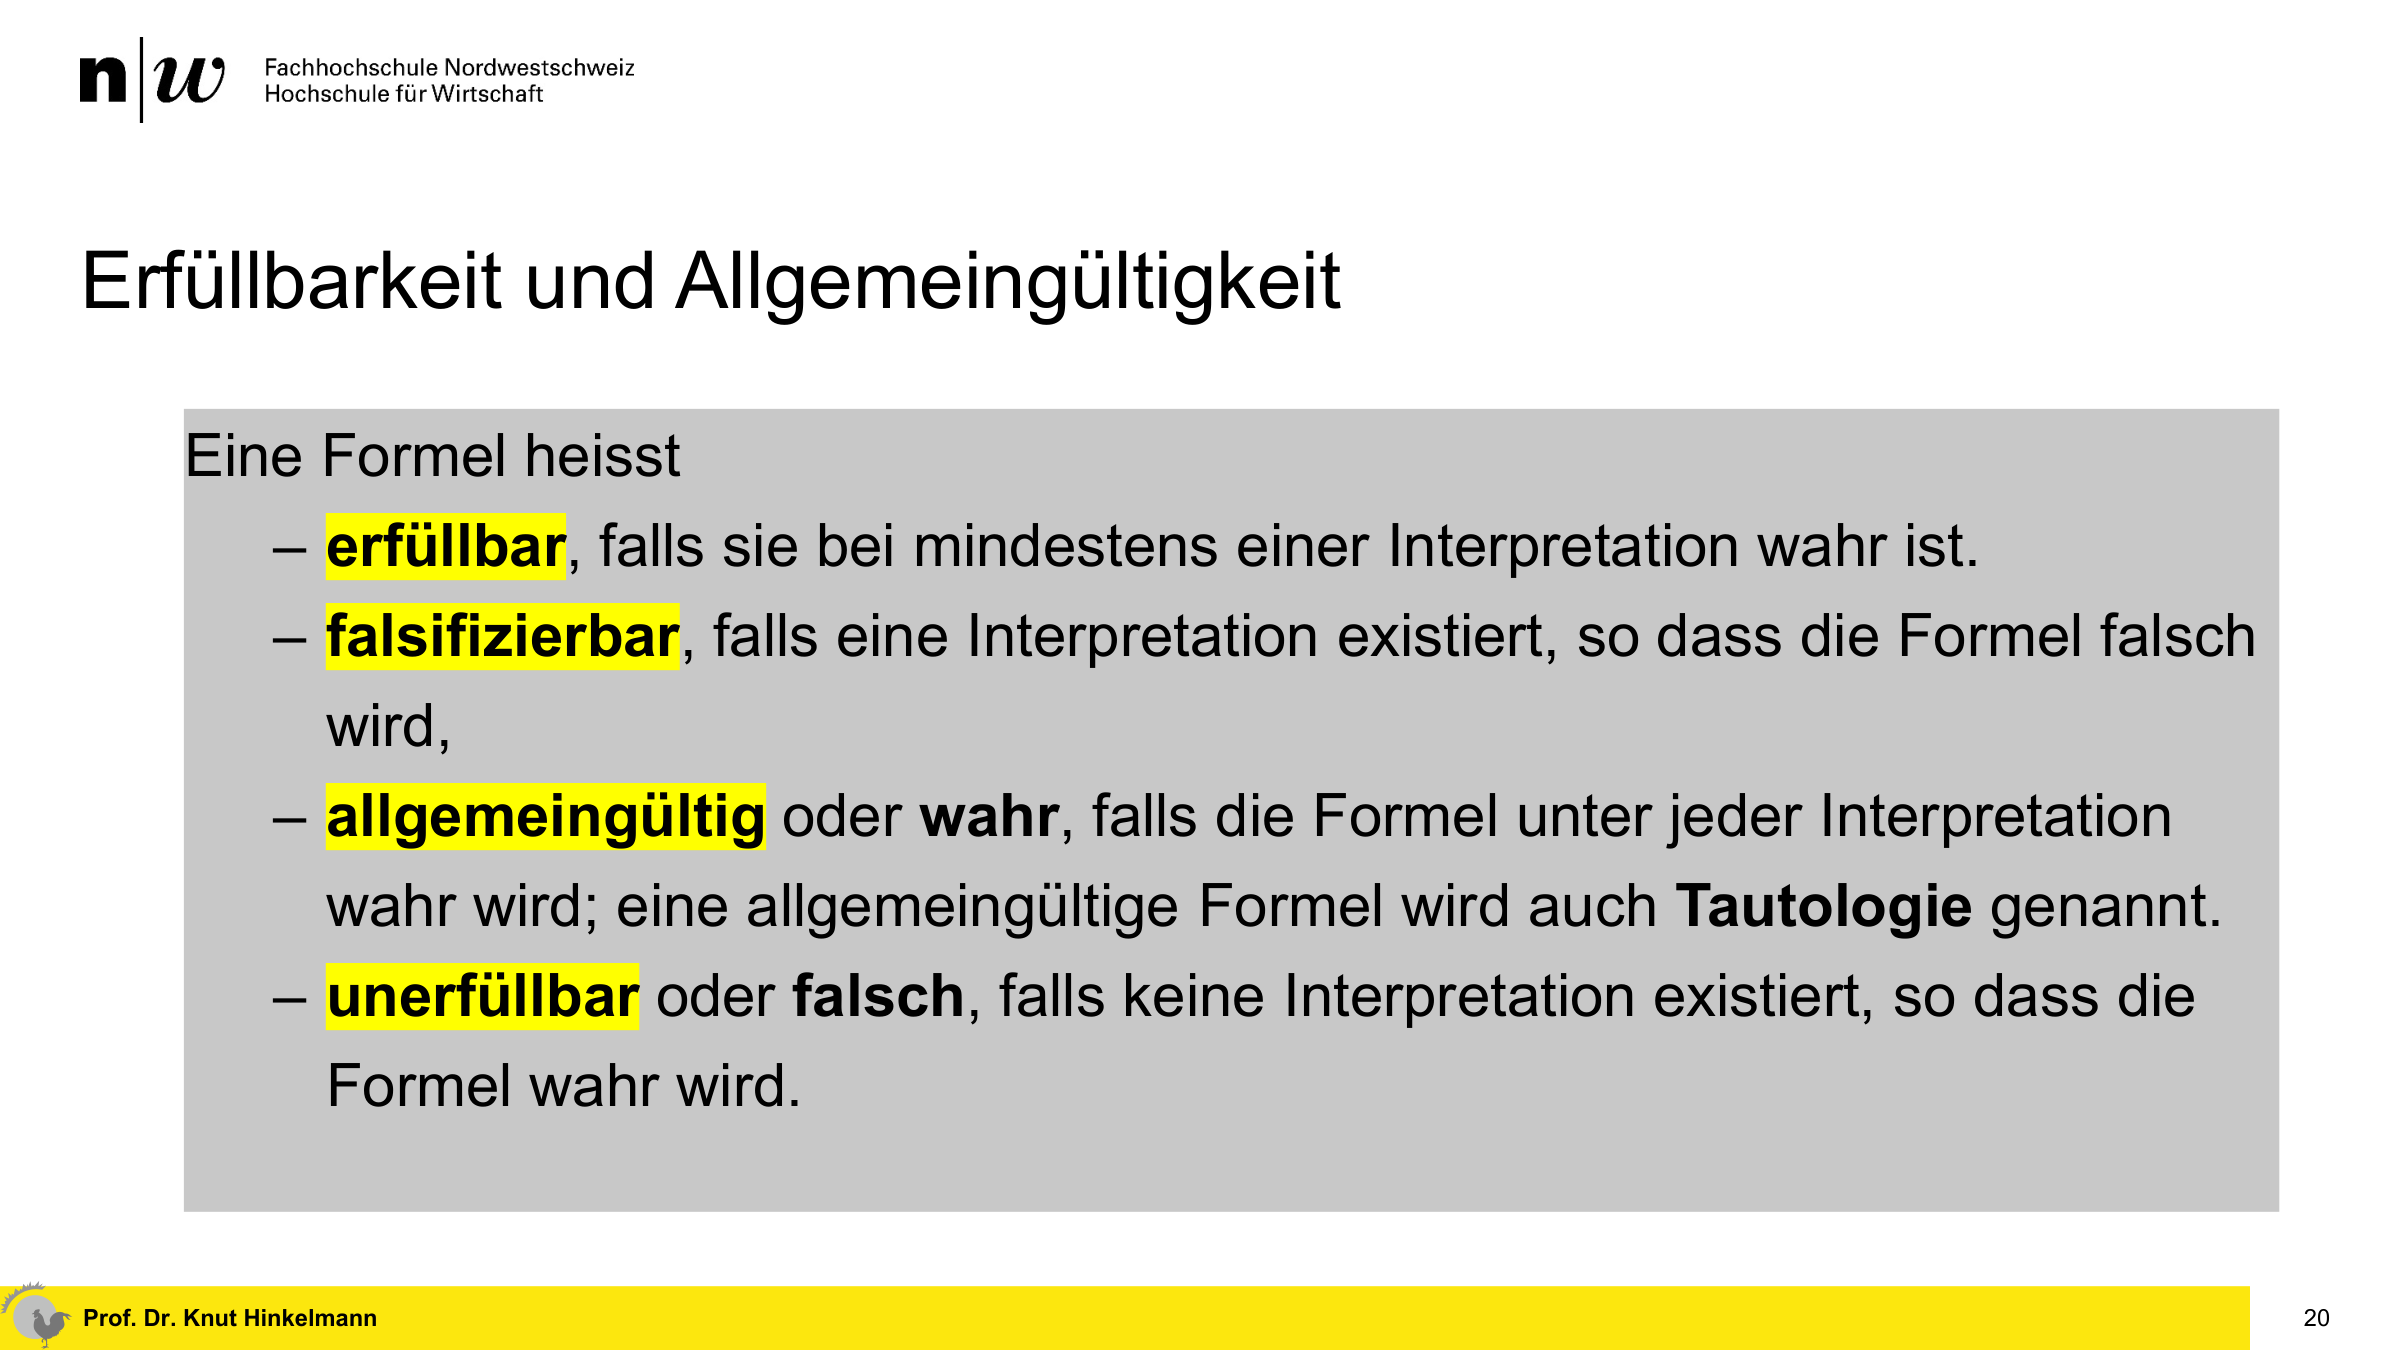 n|w Fachhochschule Nordwestschweiz
Hochschule für Wirtschaft
Erfüllbarkeit und Allgemeingültigkeit
Eine Formel heisst
– erfüllbar, falls sie bei mindestens einer Interpretation wahr ist.
– falsifizierbar, falls eine Interpretation existiert, so dass die Formel falsch
wird,
– allgemeingültig oder wahr, falls die Formel unter jeder Interpretation
wahr wird; eine allgemeingültige Formel wird auch Tautologie genannt.
– unerfüllbar oder falsch, falls keine Interpretation existiert, so dass die
Formel wahr wird.
Prof. Dr. Knut Hinkelmann
20